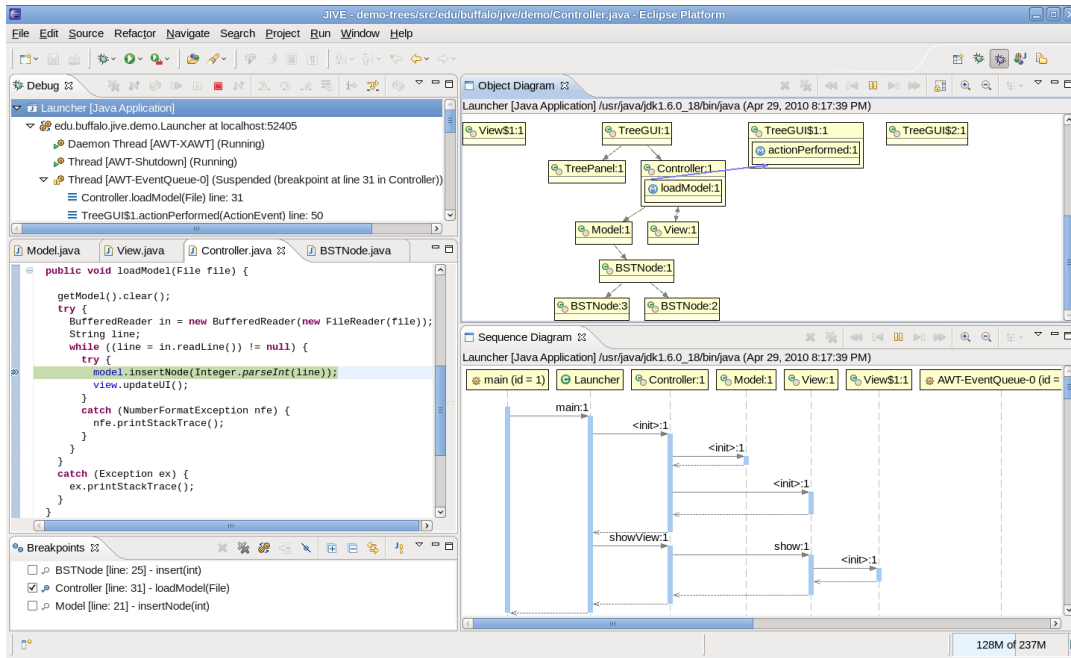 JIVE - demo-trees/src/edu/buffalo/jive/demo/Controller.java - Eclipse Platform
File Edit Source Refactor Navigate Search Project Run Window Help
Debug
Launcher [Java Application]
edu.buffalo.jive.demo.Launcher at localhost:52405
Daemon Thread [AWT-XAWT] (Running)
Thread [AWT-Shutdown] (Running)
Thread [AWT-EventQueue-0] (Suspended (breakpoint at line 31 in Controller))
Controller.loadModel(File) line: 31
TreeGUI$1.actionPerformed(ActionEvent) line: 50
Model.java View.java Controller.java BSTNode.java
public void loadModel(File file) {
getModel().clear();
try {
BufferedReader in = new BufferedReader(new FileReader(file));
String line;
while ((line = in.readLine()) != null) {
try {
model.insertNode(Integer.parseInt(line));
view.updateUI();
}
catch (NumberFormatException nfe) {
nfe.printStackTrace();
}
}
}
catch (Exception ex) {
ex.printStackTrace();
}
}
Breakpoints
BSTNode [line: 25] - insert(int)
Controller [line: 31] - loadModel(File)
Model [line: 21] - insertNode(int)
Object Diagram
Launcher [Java Application] /usr/java/jdk1.6.0_18/bin/java (Apr 29, 2010 8:17:39 PM)
View$1:1 TreeGUI:1 TreeGUI$1:1 TreeGUI$2:1
actionPerformed:1
TreePanel:1 Controller:1
loadModel:1
Model:1 View:1
BSTNode:1
BSTNode:3 BSTNode:2
Sequence Diagram
Launcher [Java Application] /usr/java/jdk1.6.0_18/bin/java (Apr 29, 2010 8:17:39 PM)
main (id = 1) Launcher Controller:1 Model:1 View:1 View$1:1 AWT-EventQueue-0 (id =
main:1
<init>:1
<init>:1
<init>:1
showView:1 show:1
<init>:1
128M of 237M